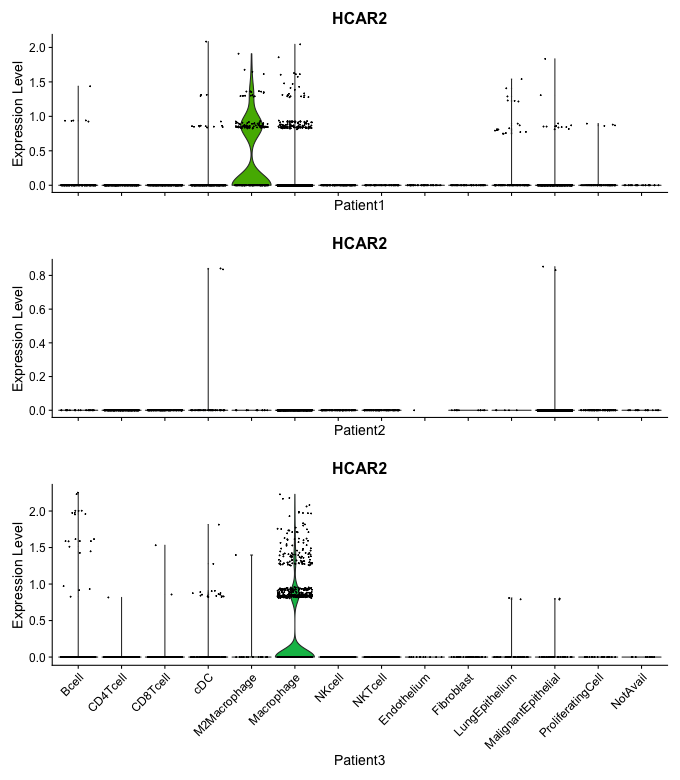 HCAR2
Expression Level
2.0
1.5
1.0
0.5
0.0
Patient1
HCAR2
Expression Level
0.8
0.6
0.4
0.2
0.0
Patient2
HCAR2
Expression Level
2.0
1.5
1.0
0.5
0.0
Bcell
CD4Tcell
CD8Tcell
cDC
M2Macrophage
Macrophage
NKcell
NKTcell
Endothelium
Fibroblast
LungEpithelium
MalignantEpithelial
ProliferatingCell
NotAvail
Patient3